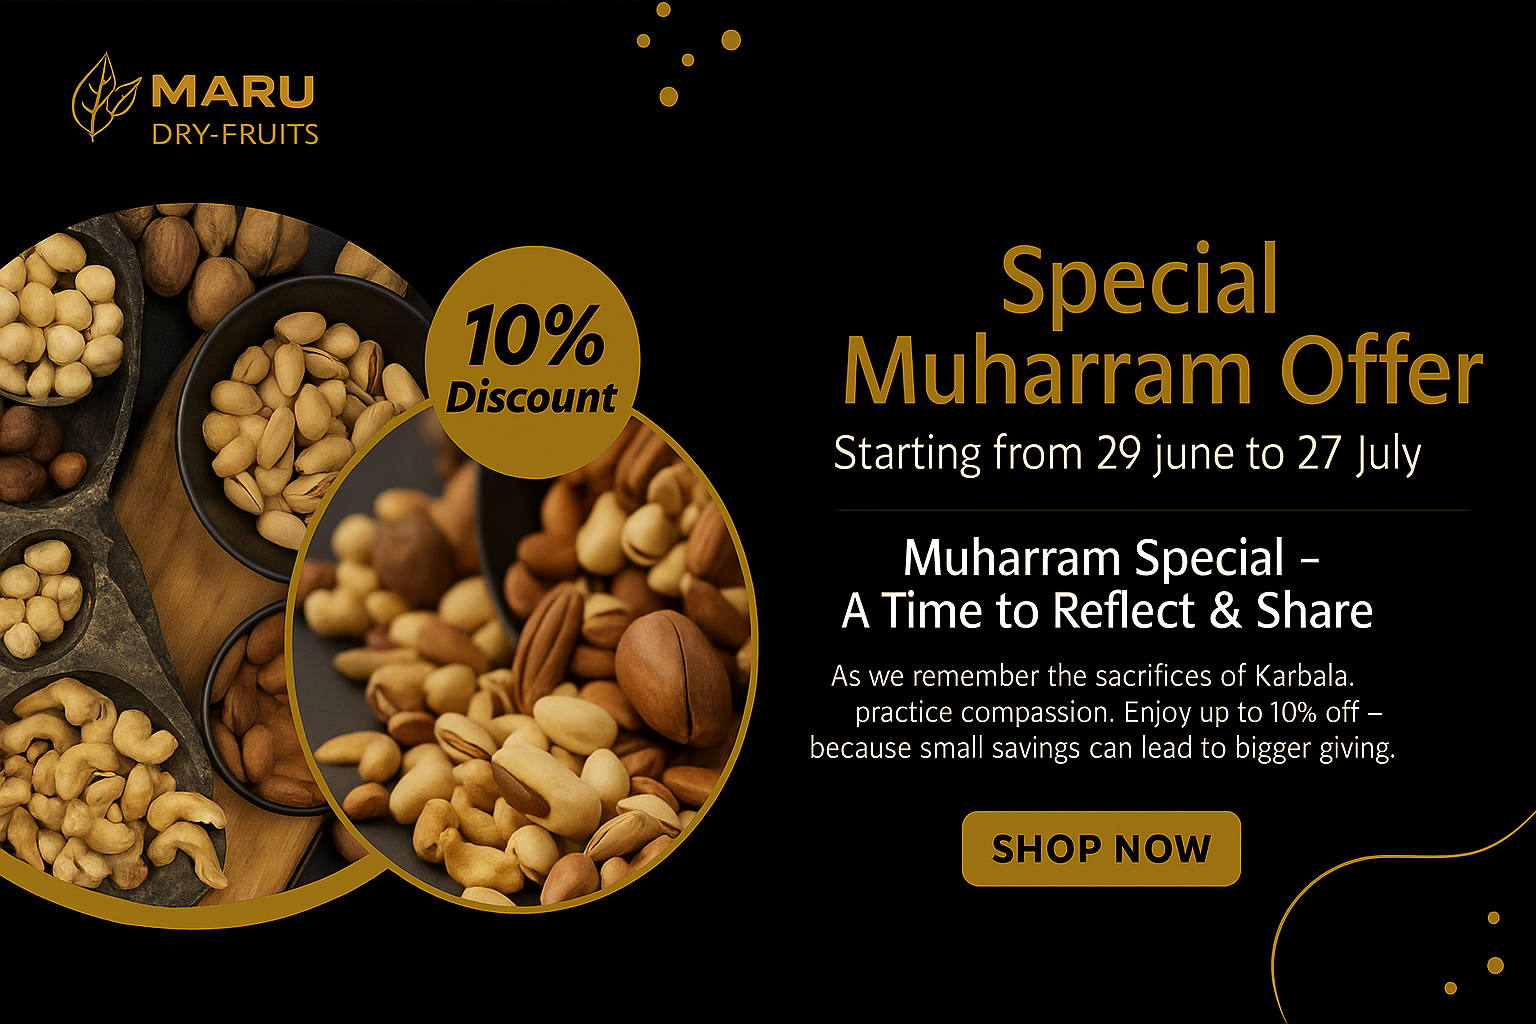 MARU
DRY-FRUITS
10%
Discount
Special
Muharram Offer
Starting from 29 june to 27 July
Muharram Special –
A Time to Reflect & Share
As we remember the sacrifices of Karbala.
practice compassion. Enjoy up to 10% off –
because small savings can lead to bigger giving.
SHOP NOW